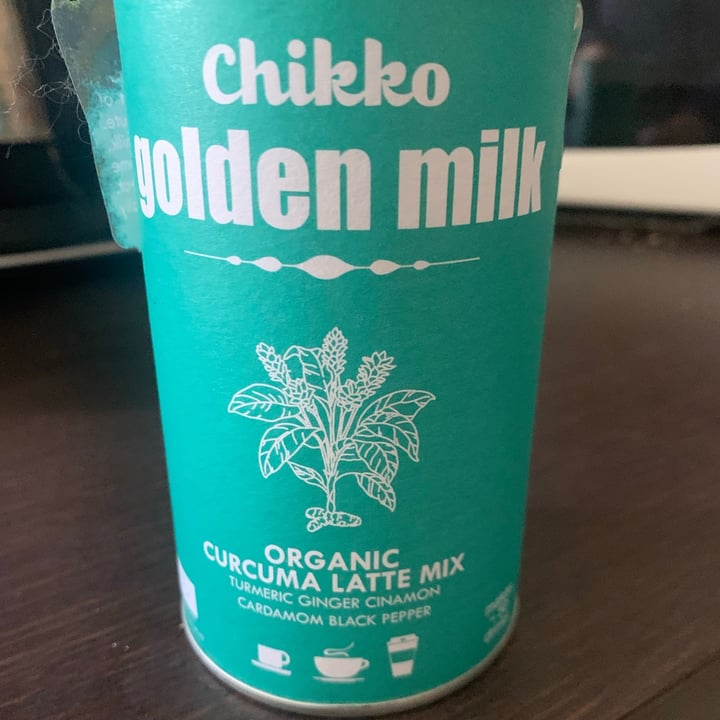 Chikko
golden milk
ORGANIC
CURCUMA LATTE MIX
TURMERIC GINGER CINAMON
CARDAMOM BLACK PEPPER